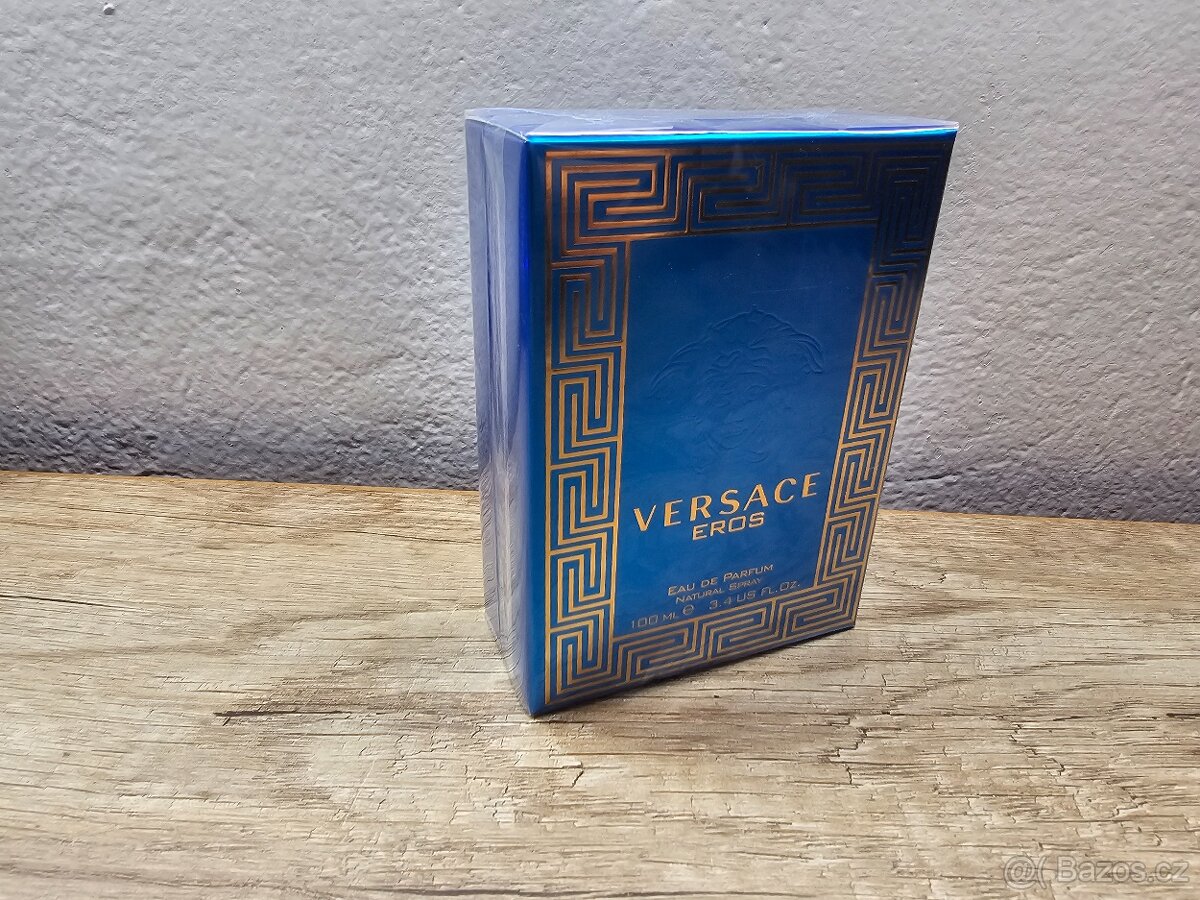 VERSACE
EROS
EAU DE PARFUM
NATURAL SPRAY
100 ML ℮ 3.4 US FL.OZ.
@( Bazos.cz